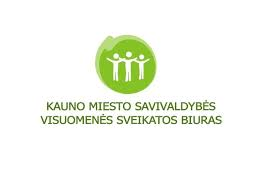 KAUNO MIESTO SAVIVALDYBĖS
VISUOMENĖS SVEIKATOS BIURAS